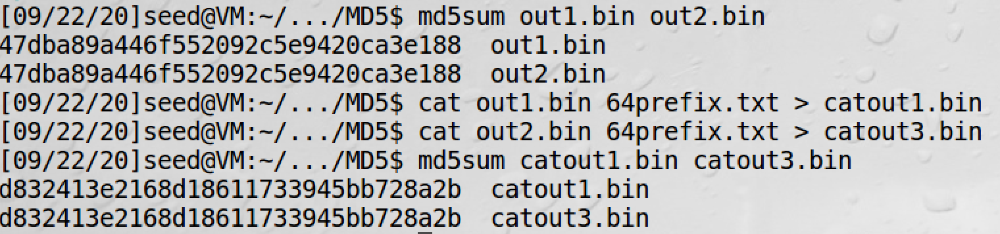 [09/22/20]seed@VM:~/.../MD5$ md5sum out1.bin out2.bin
47dba89a446f552092c5e9420ca3e188  out1.bin
47dba89a446f552092c5e9420ca3e188  out2.bin
[09/22/20]seed@VM:~/.../MD5$ cat out1.bin 64prefix.txt > catout1.bin
[09/22/20]seed@VM:~/.../MD5$ cat out2.bin 64prefix.txt > catout3.bin
[09/22/20]seed@VM:~/.../MD5$ md5sum catout1.bin catout3.bin
d832413e2168d18611733945bb728a2b  catout1.bin
d832413e2168d18611733945bb728a2b  catout3.bin